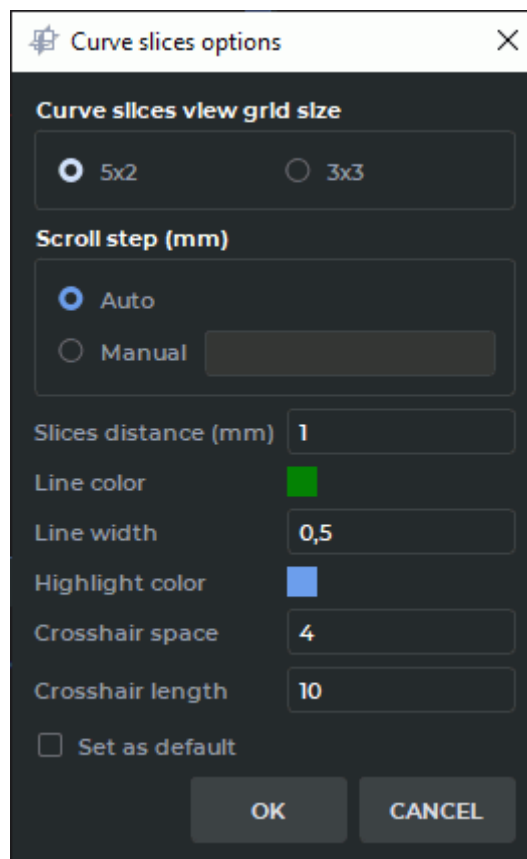 Curve slices options
Curve slices view grid size
5x2 3x3
Scroll step (mm)
Auto
Manual
Slices distance (mm) 1
Line color
Line width 0,5
Highlight color
Crosshair space 4
Crosshair length 10
Set as default
OK CANCEL